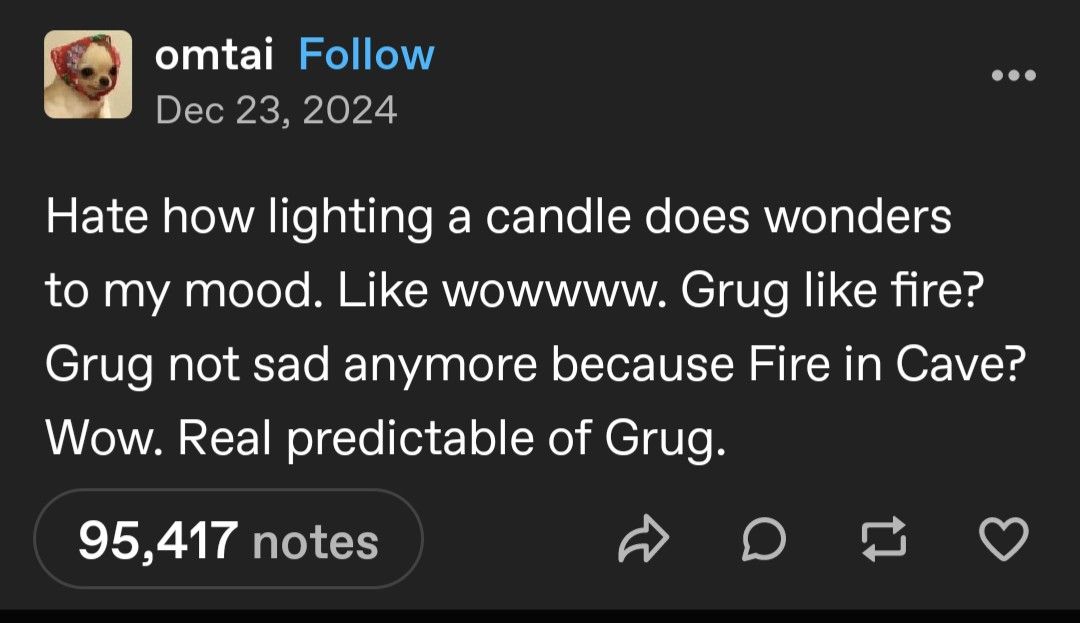 omtai Follow
Dec 23, 2024
Hate how lighting a candle does wonders
to my mood. Like wowwww. Grug like fire?
Grug not sad anymore because Fire in Cave?
Wow. Real predictable of Grug.
95,417 notes